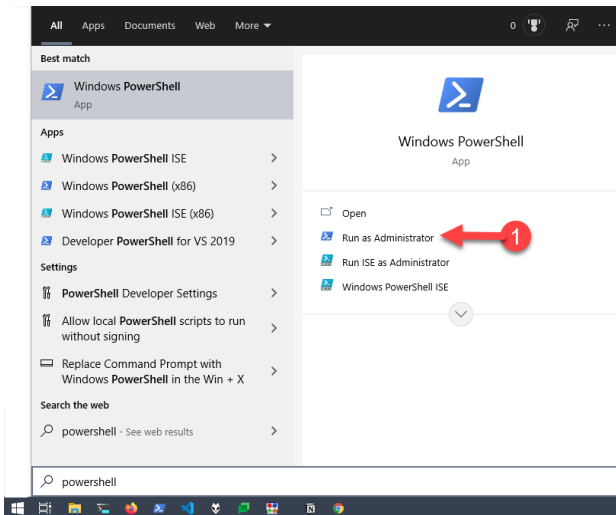 All Apps Documents Web More 0
Best match
Windows PowerShell
App
Apps
Windows PowerShell ISE
Windows PowerShell (x86)
Windows PowerShell ISE (x86)
Developer PowerShell for VS 2019
Settings
PowerShell Developer Settings
Allow local PowerShell scripts to run
without signing
Replace Command Prompt with
Windows PowerShell in the Win + X
Search the web
powershell - See web results
Windows PowerShell
App
Open
Run as Administrator 1
Run ISE as Administrator
Windows PowerShell ISE
powershell